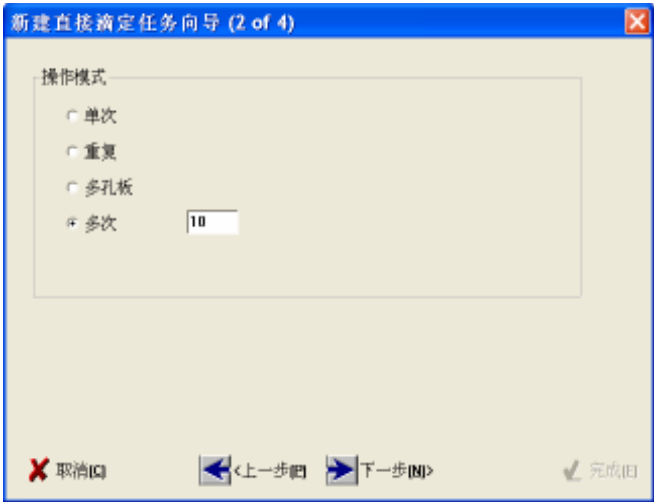 新建直接滴定任务向导 (2 of 4)
操作模式
单次
重复
多孔板
多次 10
取消[C] <上一步[P] 下一步[N]> 完成[E]